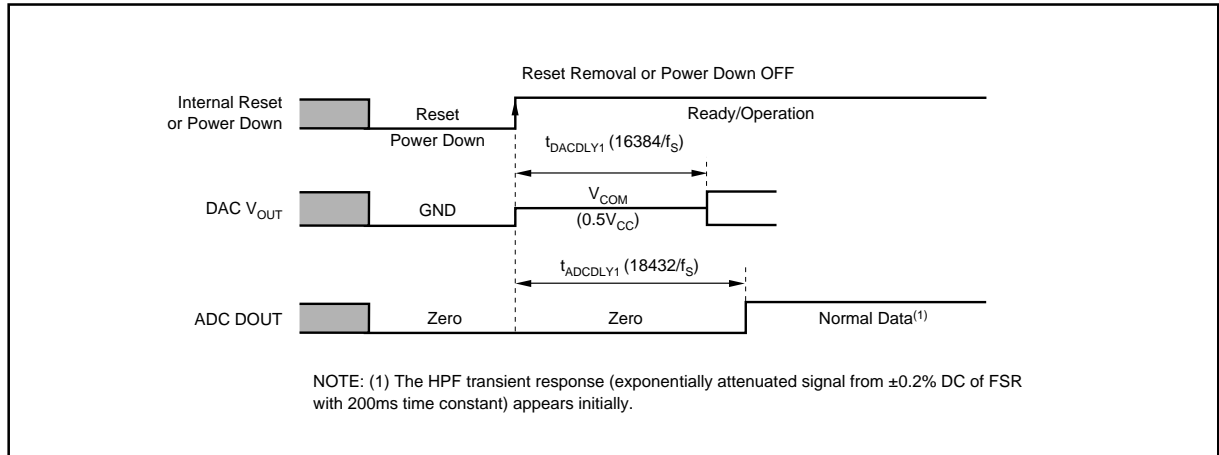 Reset Removal or Power Down OFF
Internal Reset
or Power Down
Reset
Power Down
Ready/Operation
tDACDLY1 (16384/fS)
DAC VOUT
GND
VCOM
(0.5VCC)
tADCDLY1 (18432/fS)
ADC DOUT
Zero
Zero
Normal Data(1)
NOTE: (1) The HPF transient response (exponentially attenuated signal from ±0.2% DC of FSR
with 200ms time constant) appears initially.